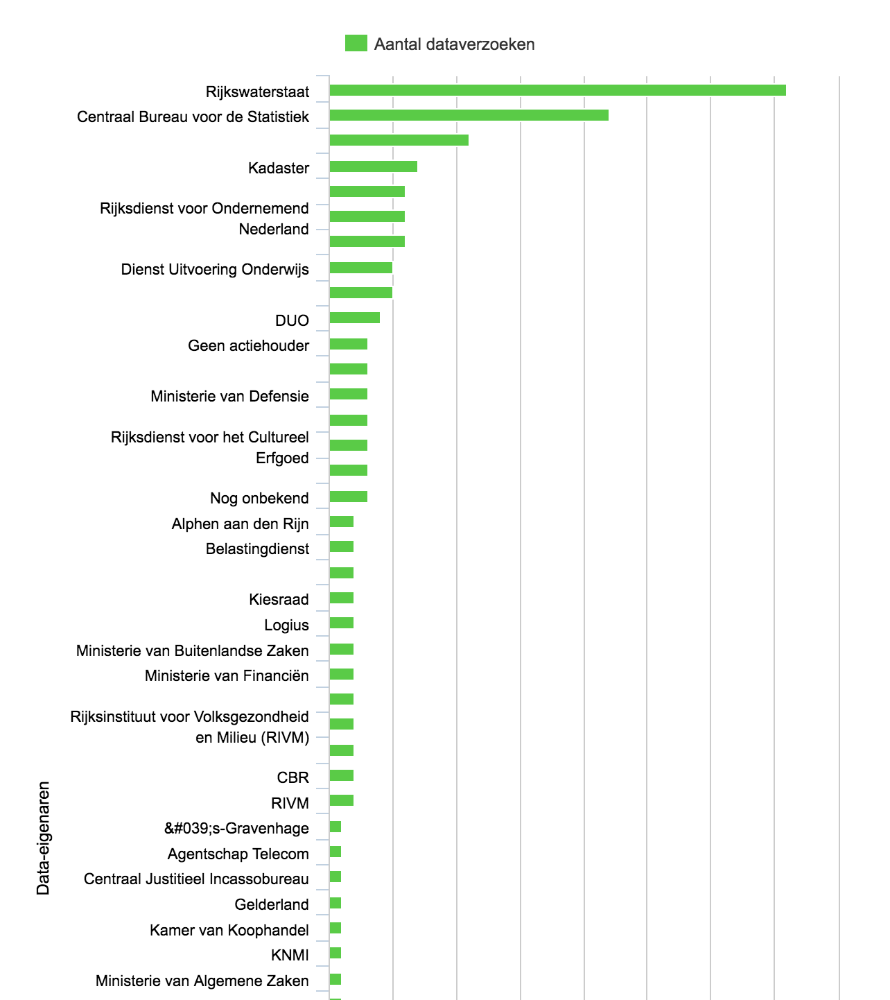 Aantal dataverzoeken
Rijkswaterstaat
Centraal Bureau voor de Statistiek
Kadaster
Rijksdienst voor Ondernemend
Nederland
Dienst Uitvoering Onderwijs
DUO
Geen actiehouder
Ministerie van Defensie
Rijksdienst voor het Cultureel
Erfgoed
Nog onbekend
Alphen aan den Rijn
Belastingdienst
Kiesraad
Logius
Ministerie van Buitenlandse Zaken
Ministerie van Financiën
Rijksinstituut voor Volksgezondheid
en Milieu (RIVM)
CBR
RIVM
&#039;s-Gravenhage
Agentschap Telecom
Centraal Justitieel Incassobureau
Gelderland
Kamer van Koophandel
KNMI
Ministerie van Algemene Zaken
Data-eigenaren